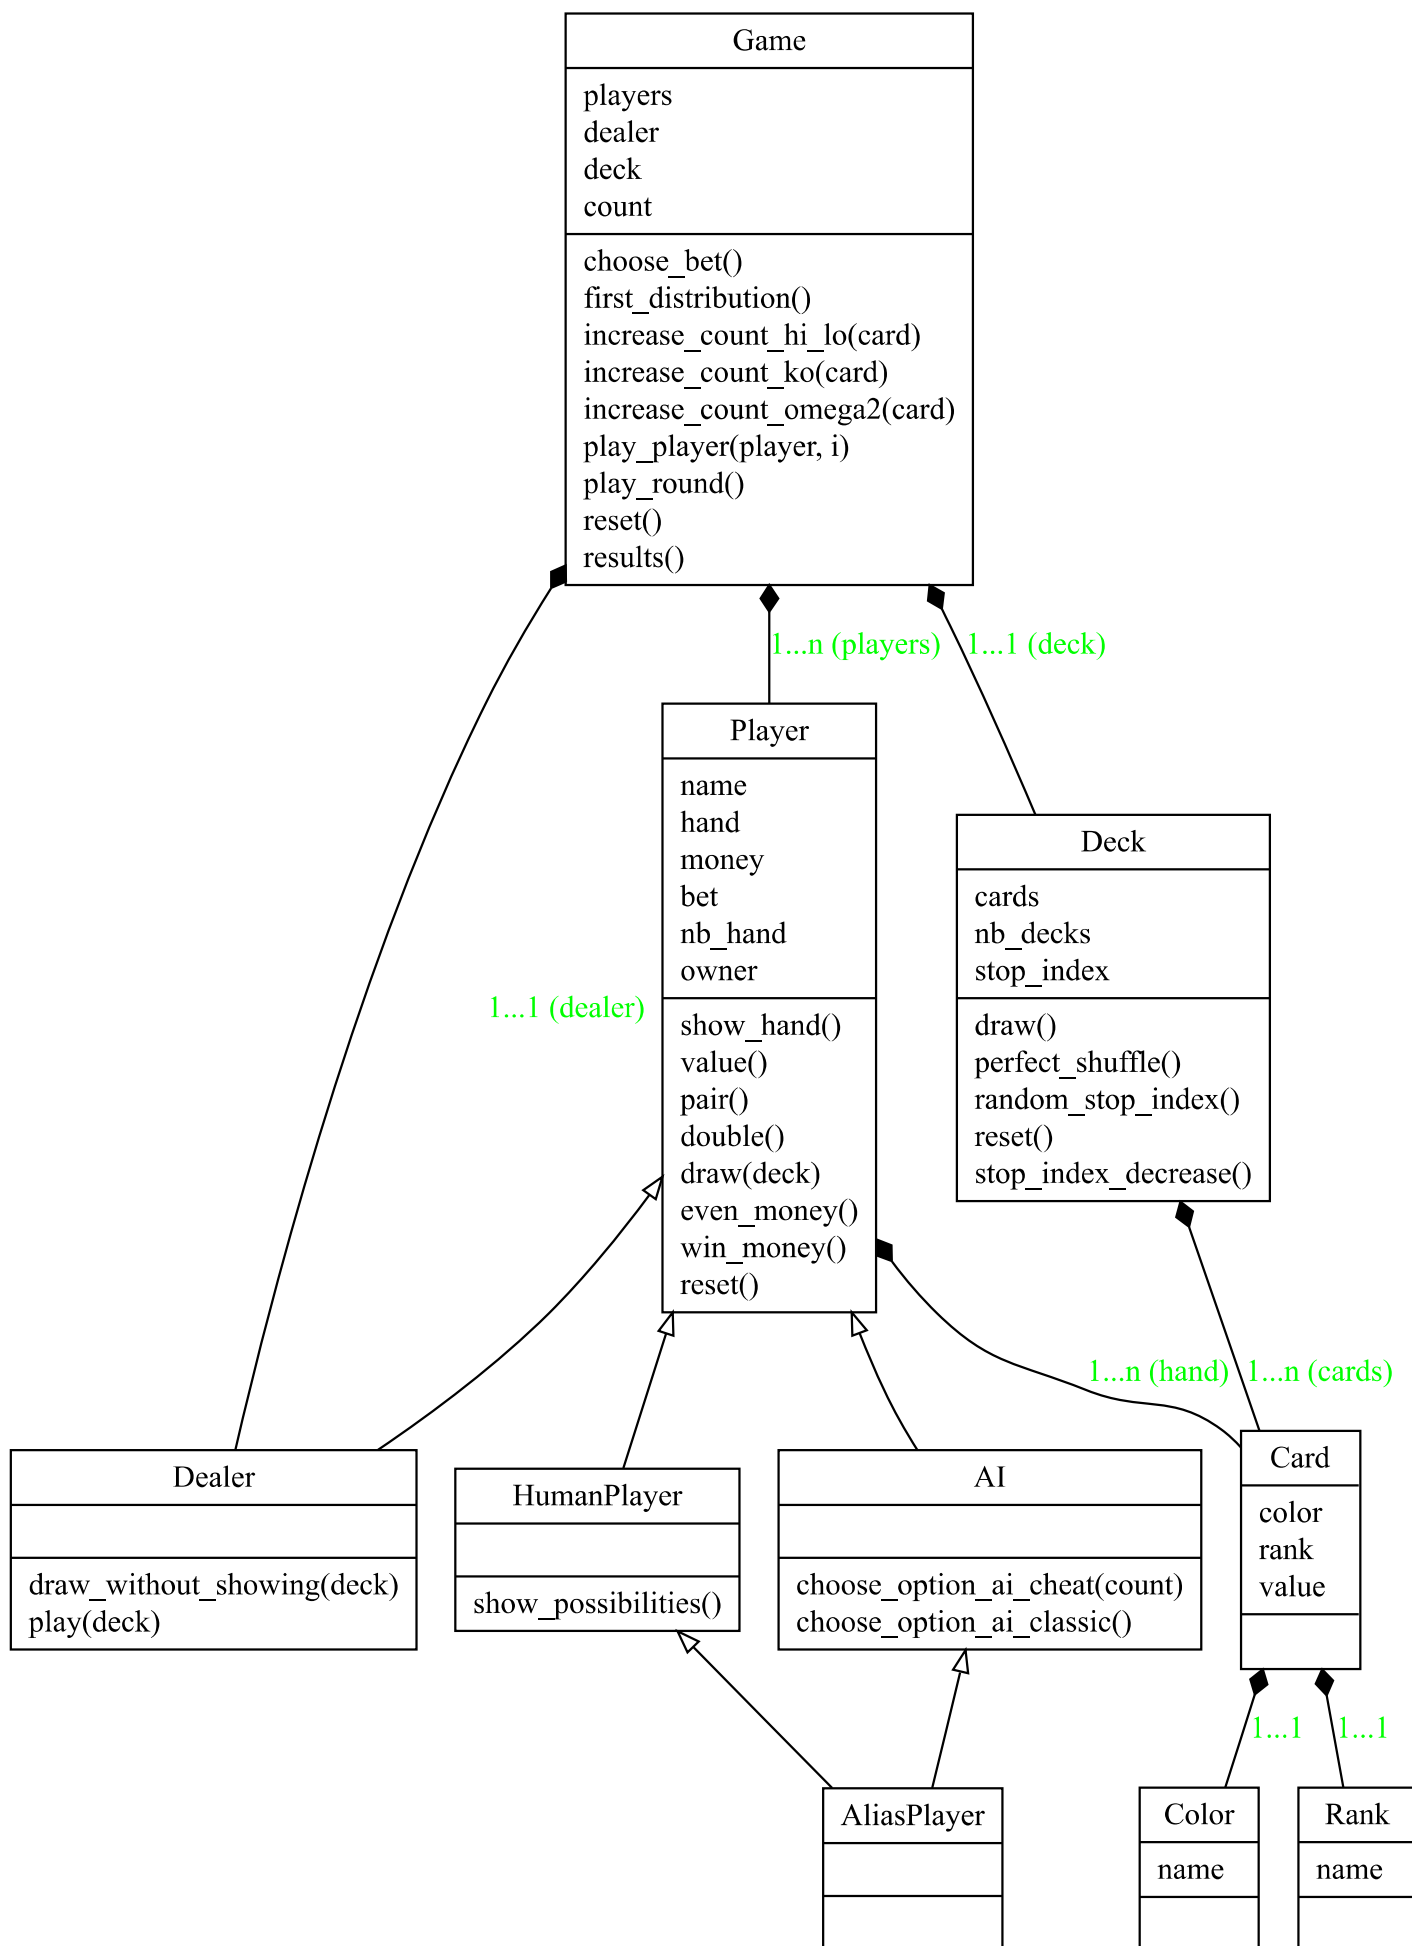 Game
players
dealer
deck
count
choose_bet()
first_distribution()
increase_count_hi_lo(card)
increase_count_ko(card)
increase_count_omega2(card)
play_player(player, i)
play_round()
reset()
results()
1...n (players)
1...1 (deck)
Player
name
hand
money
bet
nb_hand
owner
show_hand()
value()
pair()
double()
draw(deck)
even_money()
win_money()
reset()
Deck
cards
nb_decks
stop_index
draw()
perfect_shuffle()
random_stop_index()
reset()
stop_index_decrease()
1...1 (dealer)
1...n (hand)
1...n (cards)
Dealer
draw_without_showing(deck)
play(deck)
HumanPlayer
show_possibilities()
AI
choose_option_ai_cheat(count)
choose_option_ai_classic()
Card
color
rank
value
1...1
1...1
AliasPlayer
Color
name
Rank
name